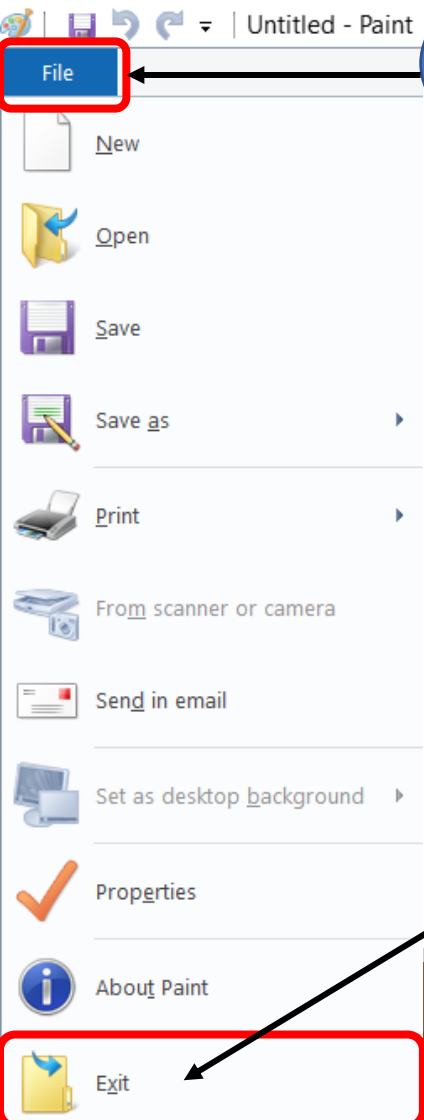 Untitled - Paint
File
New
Open
Save
Save as
Print
From scanner or camera
Send in email
Set as desktop background
Properties
About Paint
Exit